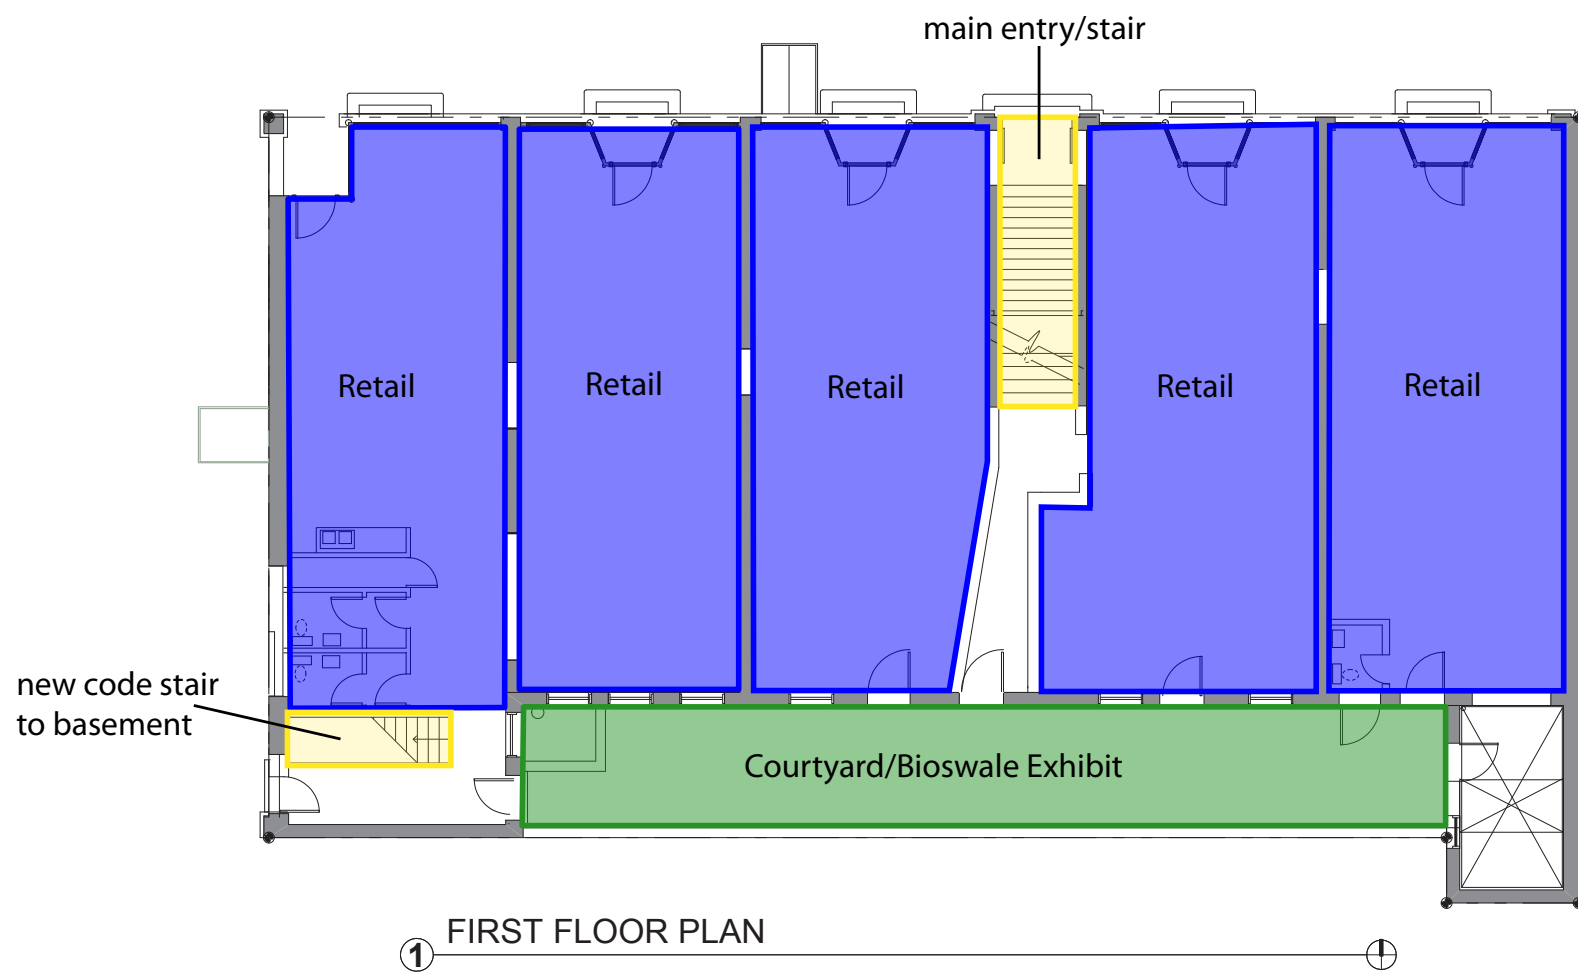 main entry/stair
Retail
Retail
Retail
Retail
Retail
new code stair
to basement
Courtyard/Bioswale Exhibit
1
FIRST FLOOR PLAN